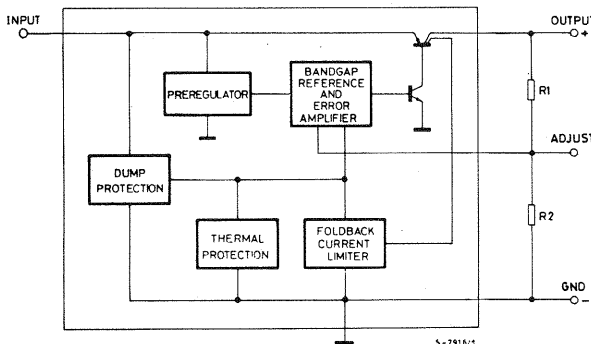 INPUT
OUTPUT
+
PREREGULATOR
BANDGAP
REFERENCE
AND
ERROR
AMPLIFIER
R1
ADJUST
DUMP
PROTECTION
THERMAL
PROTECTION
FOLDBACK
CURRENT
LIMITER
R2
GND
-